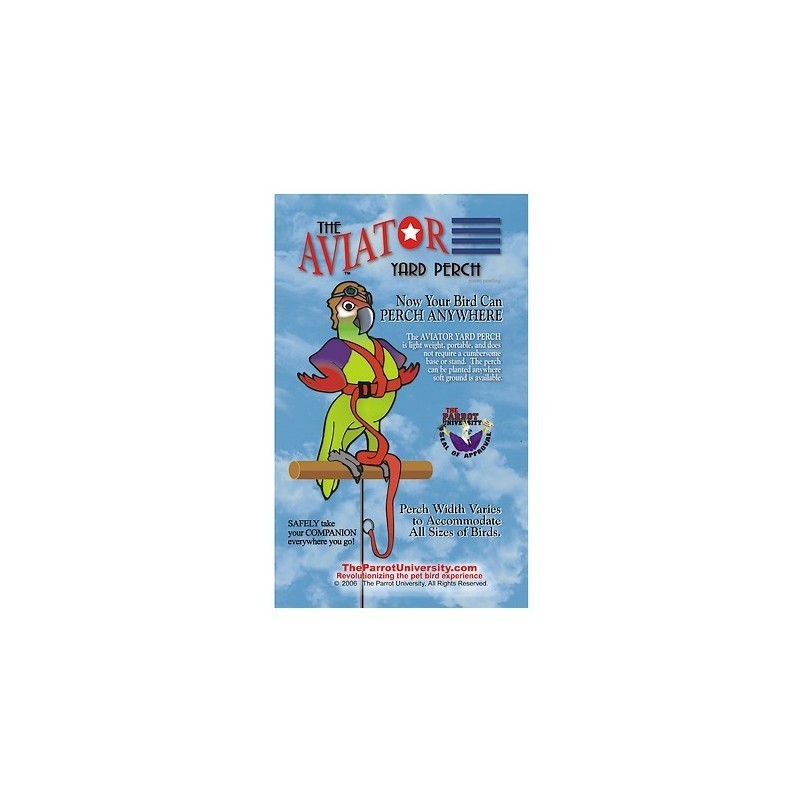 THE
AVIATOR
TM
YARD PERCH
Now Your Bird Can
PERCH ANYWHERE
The AVIATOR YARD PERCH
is light weight, portable, and does
not require a cumbersome
base or stand. The perch
can be planted anywhere
soft ground is available.
THE
PARROT
UNIVERSITY
SEAL OF APPROVAL
Perch Width Varies
to Accommodate
All Sizes of Birds.
SAFELY take
your COMPANION
everywhere you go!
TheParrotUniversity.com
Revolutionizing the pet bird experience
© 2006 The Parrot University, All Rights Reserved.